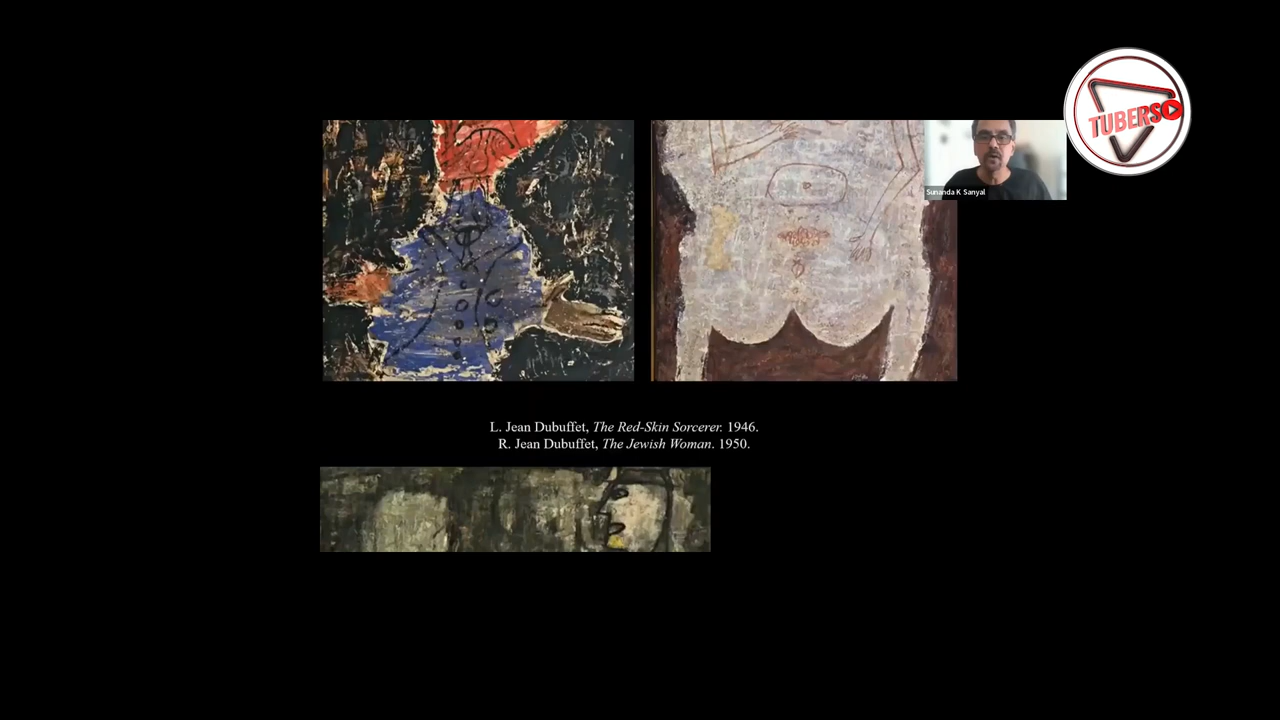 TUBERS
Sunanda K Sanyal
L. Jean Dubuffet, The Red-Skin Sorcerer. 1946.
R. Jean Dubuffet, The Jewish Woman. 1950.